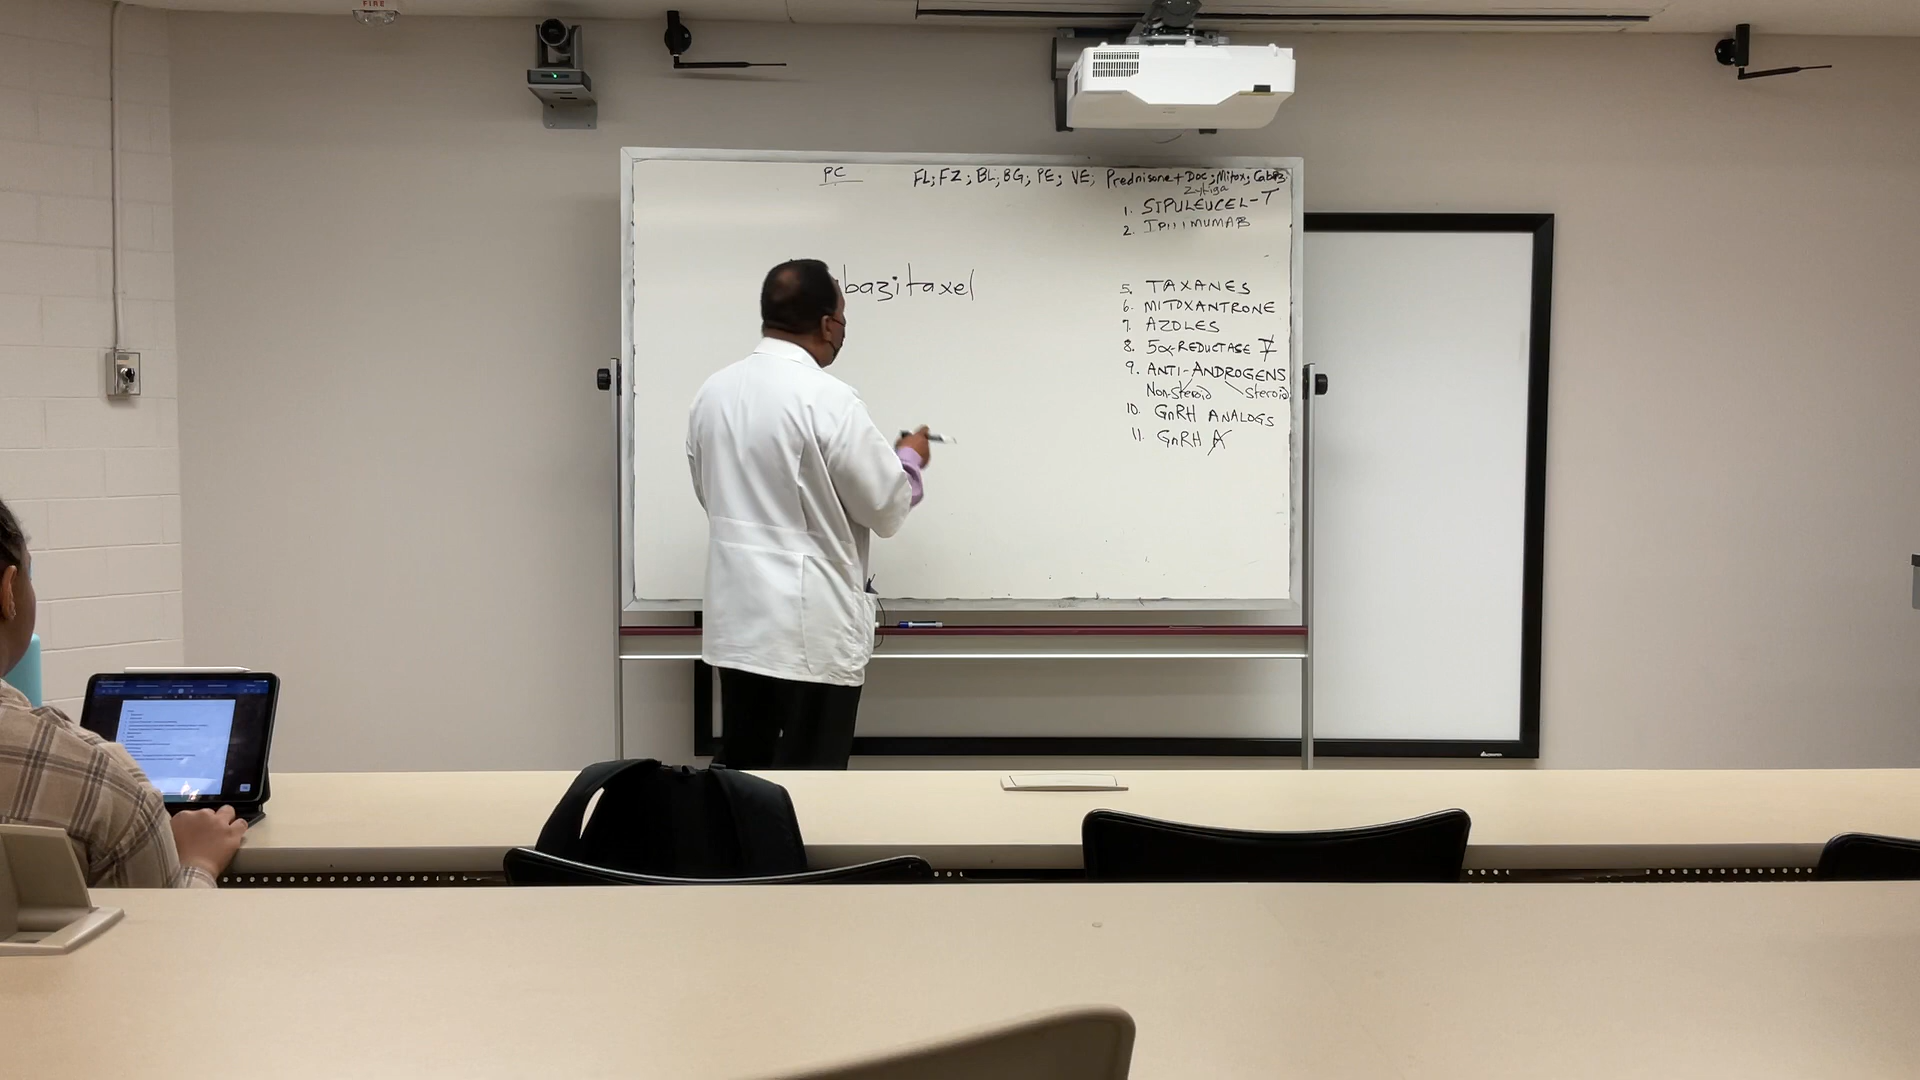 FIRE
PC
FL; FZ; BL; BG; PE; VE; Prednisone + Doc; Mitox; Cabaz
Zytiga
1. SIPULEUCEL-T
2. IPILIMUMAB
bazitaxel
5. TAXANES
6. MITOXANTRONE
7. AZOLES
8. 5α-REDUCTASE I
9. ANTI-ANDROGENS
Non-Steroid Steroid
10. GnRH ANALOGS
11. GnRH A